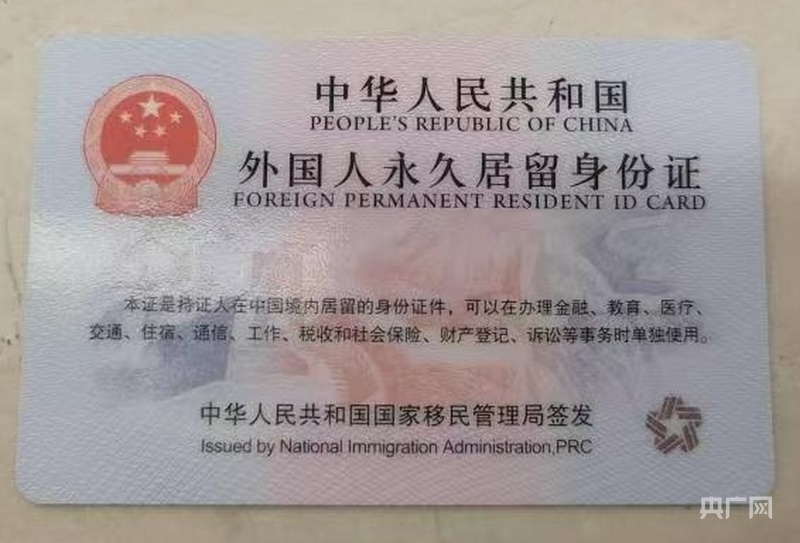 中华人民共和国
PEOPLE'S REPUBLIC OF CHINA
外国人永久居留身份证
FOREIGN PERMANENT RESIDENT ID CARD
本证是持证人在中国境内居留的身份证件，可以在办理金融、教育、医疗、
交通、住宿、通信、工作、税收和社会保险、财产登记、诉讼等事务时单独使用。
中华人民共和国国家移民管理局签发
Issued by National Immigration Administration,PRC
央广网